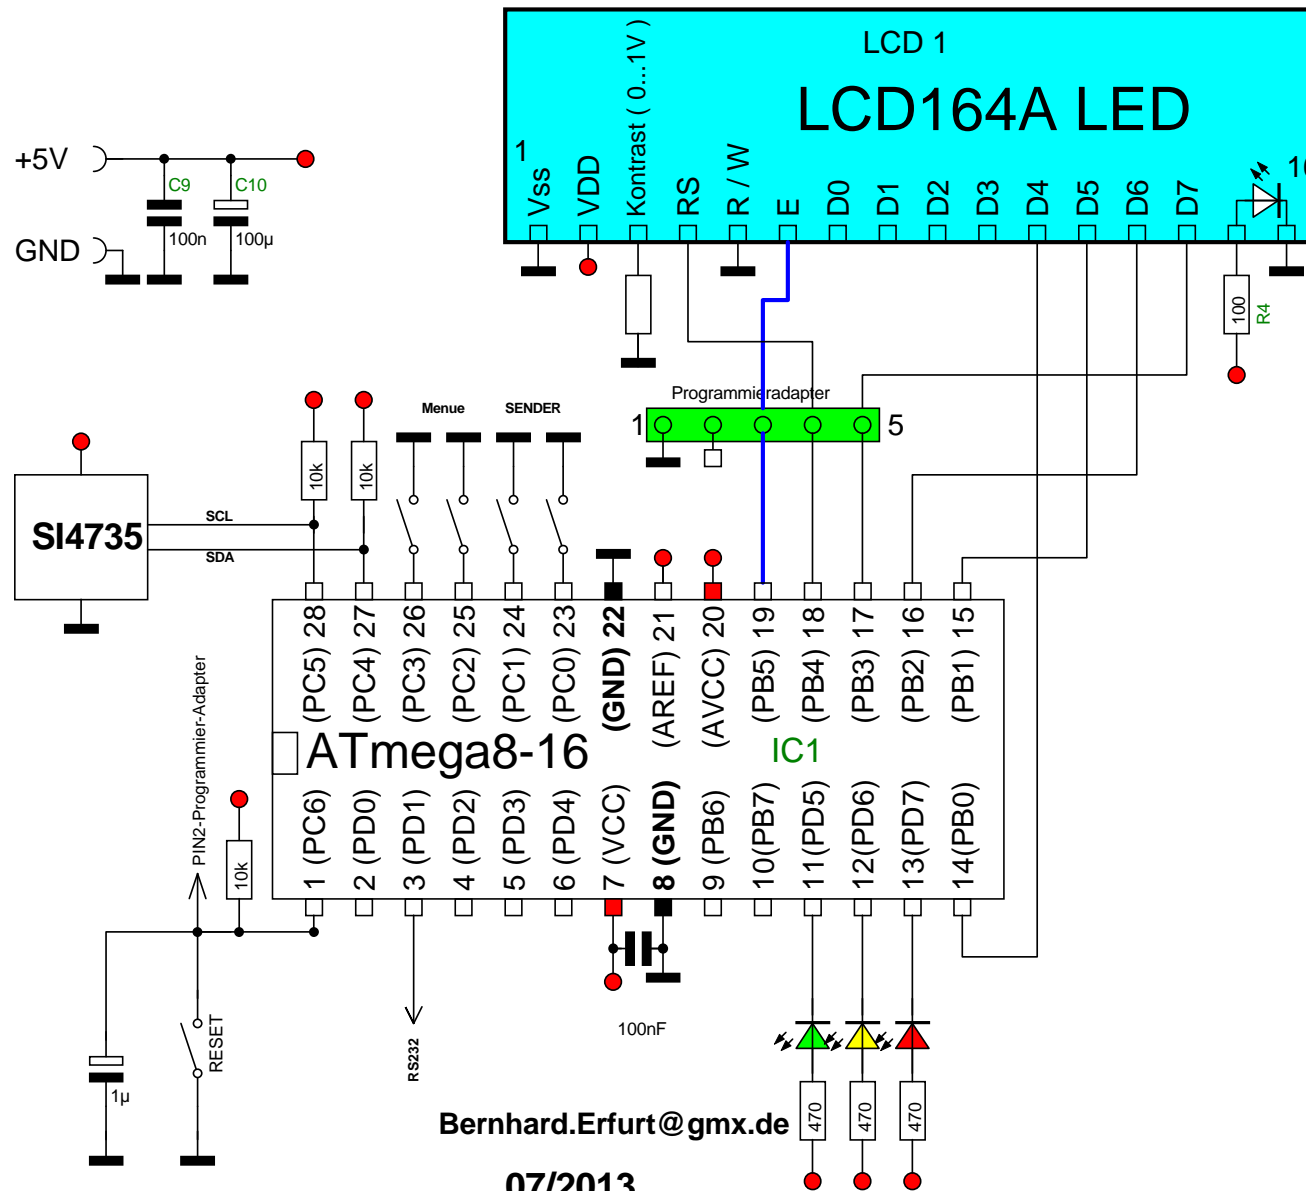 LCD 1
LCD164A LED
1
16
Vss
VDD
Kontrast ( 0...1V )
RS
R / W
E
D0
D1
D2
D3
D4
D5
D6
D7
+5V
C9
C10
100n
100µ
GND
100
R4
Programmieradapter
1
5
Menue
SENDER
10k
10k
SI4735
SCL
SDA
(PC5) 28
(PC4) 27
(PC3) 26
(PC2) 25
(PC1) 24
(PC0) 23
(GND) 22
(AREF) 21
(AVCC) 20
(PB5) 19
(PB4) 18
(PB3) 17
(PB2) 16
(PB1) 15
ATmega8-16
IC1
PIN2-Programmier-Adapter
10k
1 (PC6)
2 (PD0)
3 (PD1)
4 (PD2)
5 (PD3)
6 (PD4)
7 (VCC)
8 (GND)
9 (PB6)
10(PB7)
11(PD5)
12(PD6)
13(PD7)
14(PB0)
RESET
1µ
RS232
100nF
470
470
470
Bernhard.Erfurt@gmx.de
07/2013